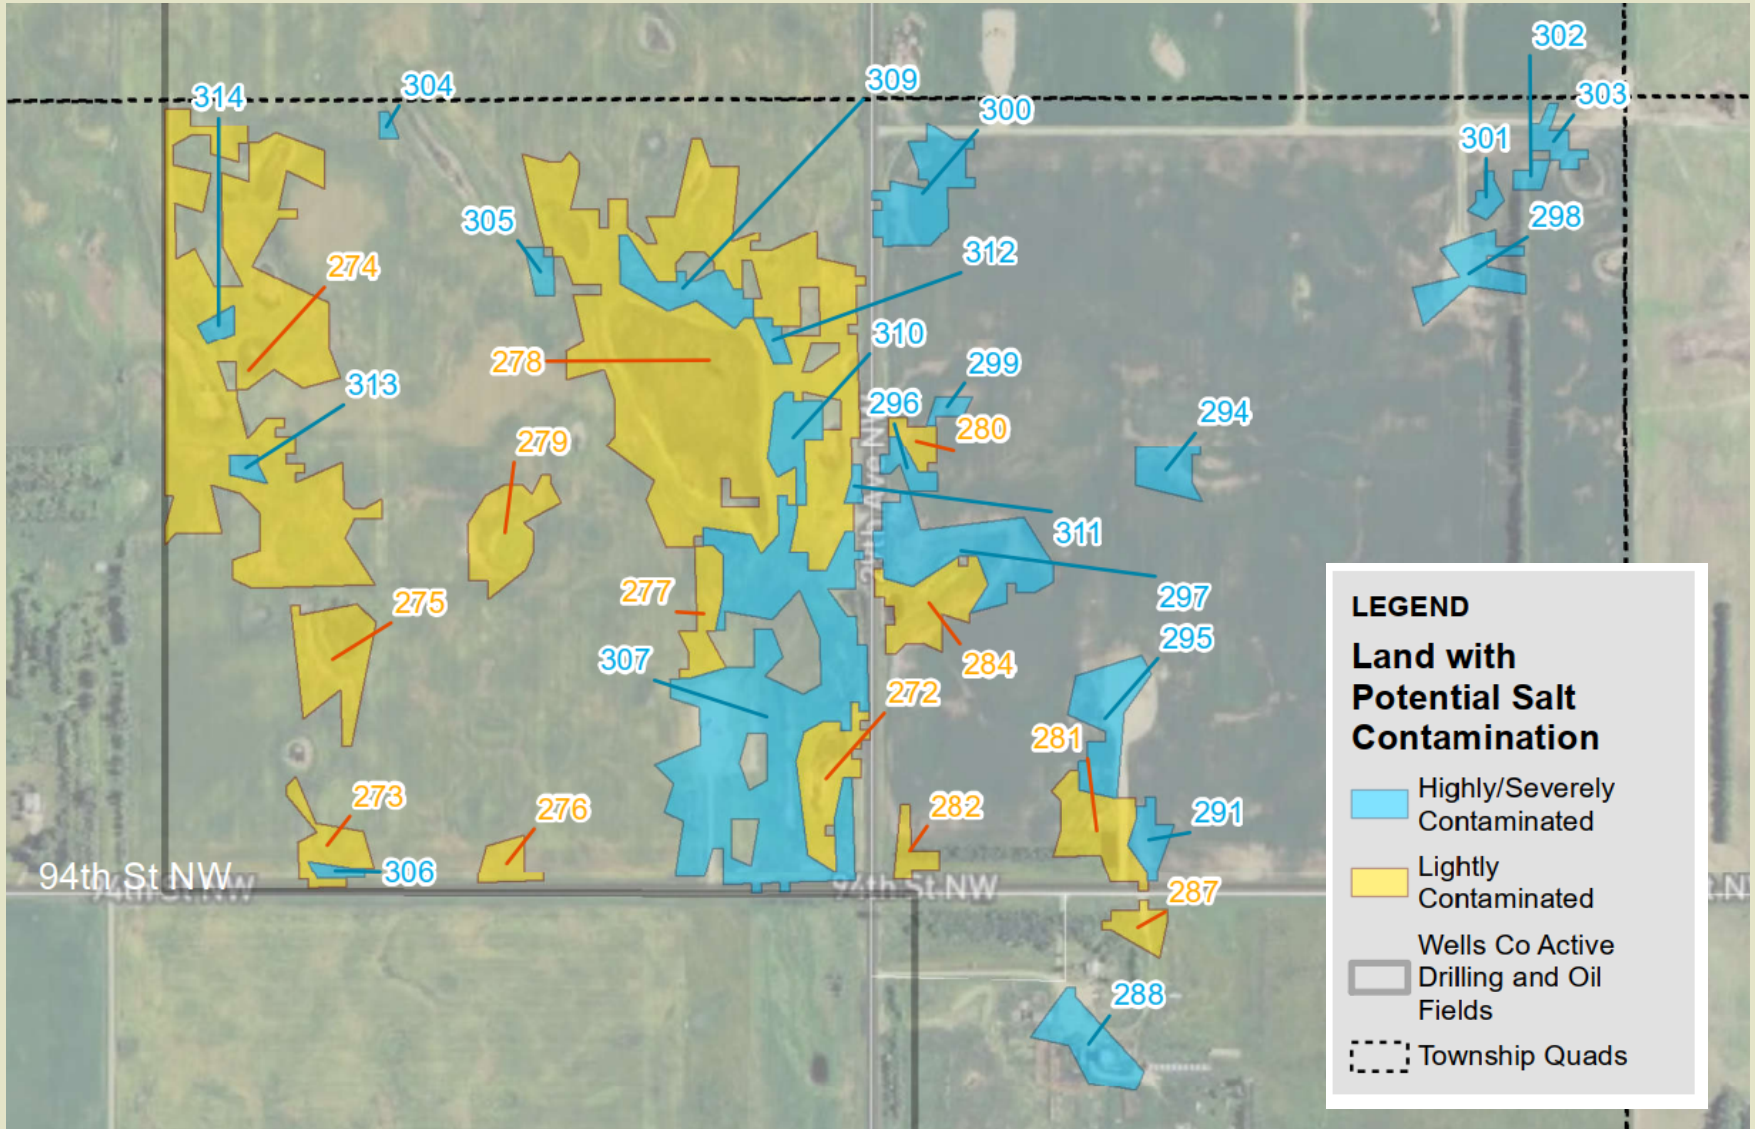 302
314
304
309
303
300
301
305
298
312
274
310
278
299
313
296
280
294
279
311
277
275
297
307
295
284
272
281
273
276
282
291
94th St NW
306
94th St NW
287
288
LEGEND
Land with
Potential Salt
Contamination
Highly/Severely
Contaminated
Lightly
Contaminated
Wells Co Active
Drilling and Oil
Fields
Township Quads